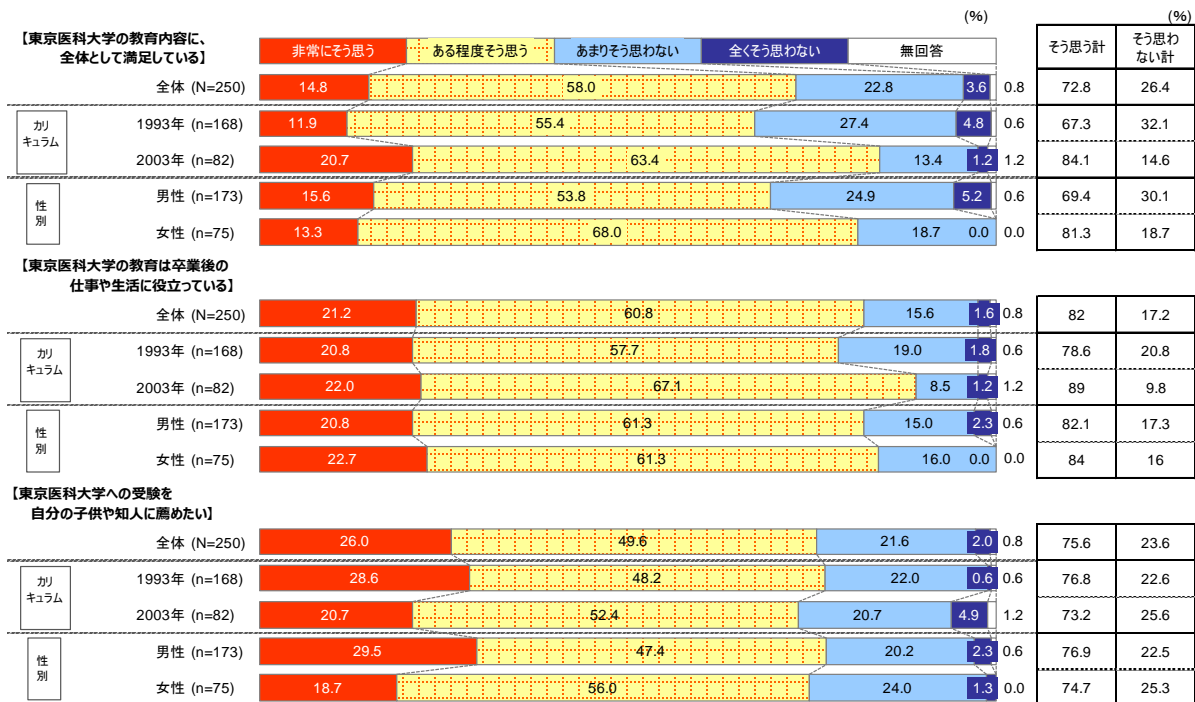 (%)
(%)
【東京医科大学の教育内容に、
全体として満足している】
非常にそう思う ある程度そう思う あまりそう思わない 全くそう思わない 無回答
そう思う計 そう思わ
ない計
全体 (N=250) 14.8 58.0 22.8 3.6 0.8 72.8 26.4
カリ
キュラム
1993年 (n=168) 11.9 55.4 27.4 4.8 0.6 67.3 32.1
2003年 (n=82) 20.7 63.4 13.4 1.2 1.2 84.1 14.6
性
別
男性 (n=173) 15.6 53.8 24.9 5.2 0.6 69.4 30.1
女性 (n=75) 13.3 68.0 18.7 0.0 0.0 81.3 18.7
【東京医科大学の教育は卒業後の
仕事や生活に役立っている】
全体 (N=250) 21.2 60.8 15.6 1.6 0.8 82 17.2
カリ
キュラム
1993年 (n=168) 20.8 57.7 19.0 1.8 0.6 78.6 20.8
2003年 (n=82) 22.0 67.1 8.5 1.2 1.2 89 9.8
性
別
男性 (n=173) 20.8 61.3 15.0 2.3 0.6 82.1 17.3
女性 (n=75) 22.7 61.3 16.0 0.0 0.0 84 16
【東京医科大学への受験を
自分の子供や知人に薦めたい】
全体 (N=250) 26.0 49.6 21.6 2.0 0.8 75.6 23.6
カリ
キュラム
1993年 (n=168) 28.6 48.2 22.0 0.6 0.6 76.8 22.6
2003年 (n=82) 20.7 52.4 20.7 4.9 1.2 73.2 25.6
性
別
男性 (n=173) 29.5 47.4 20.2 2.3 0.6 76.9 22.5
女性 (n=75) 18.7 56.0 24.0 1.3 0.0 74.7 25.3